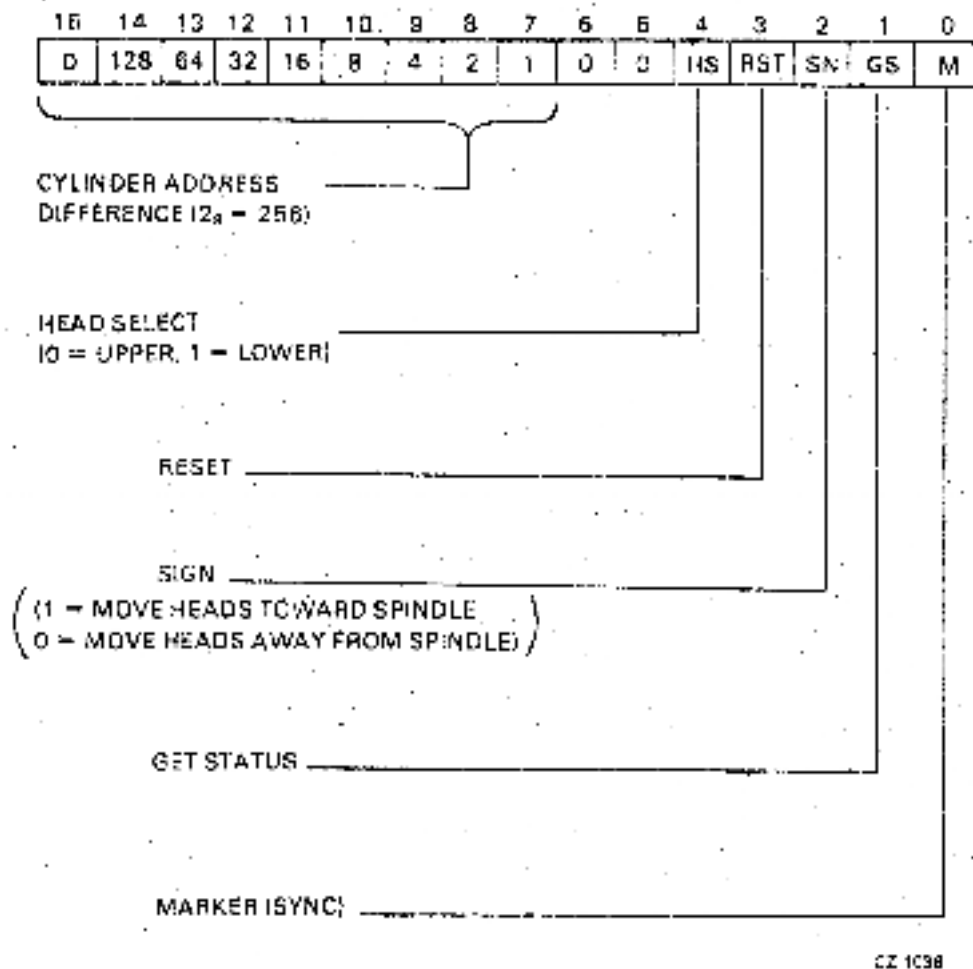 15 14 13 12 11 10. 9 8 7 6 5 4 3 2 1 0
D 128 64 32 16 8 4 2 1 0 0 HS RST SN GS M
CYLINDER ADDRESS
DIFFERENCE (2₈ = 256)
HEAD SELECT
(0 = UPPER, 1 = LOWER)
RESET
SIGN
(1 = MOVE HEADS TOWARD SPINDLE
0 = MOVE HEADS AWAY FROM SPINDLE)
GET STATUS
MARKER (SYNC)
CZ 1038